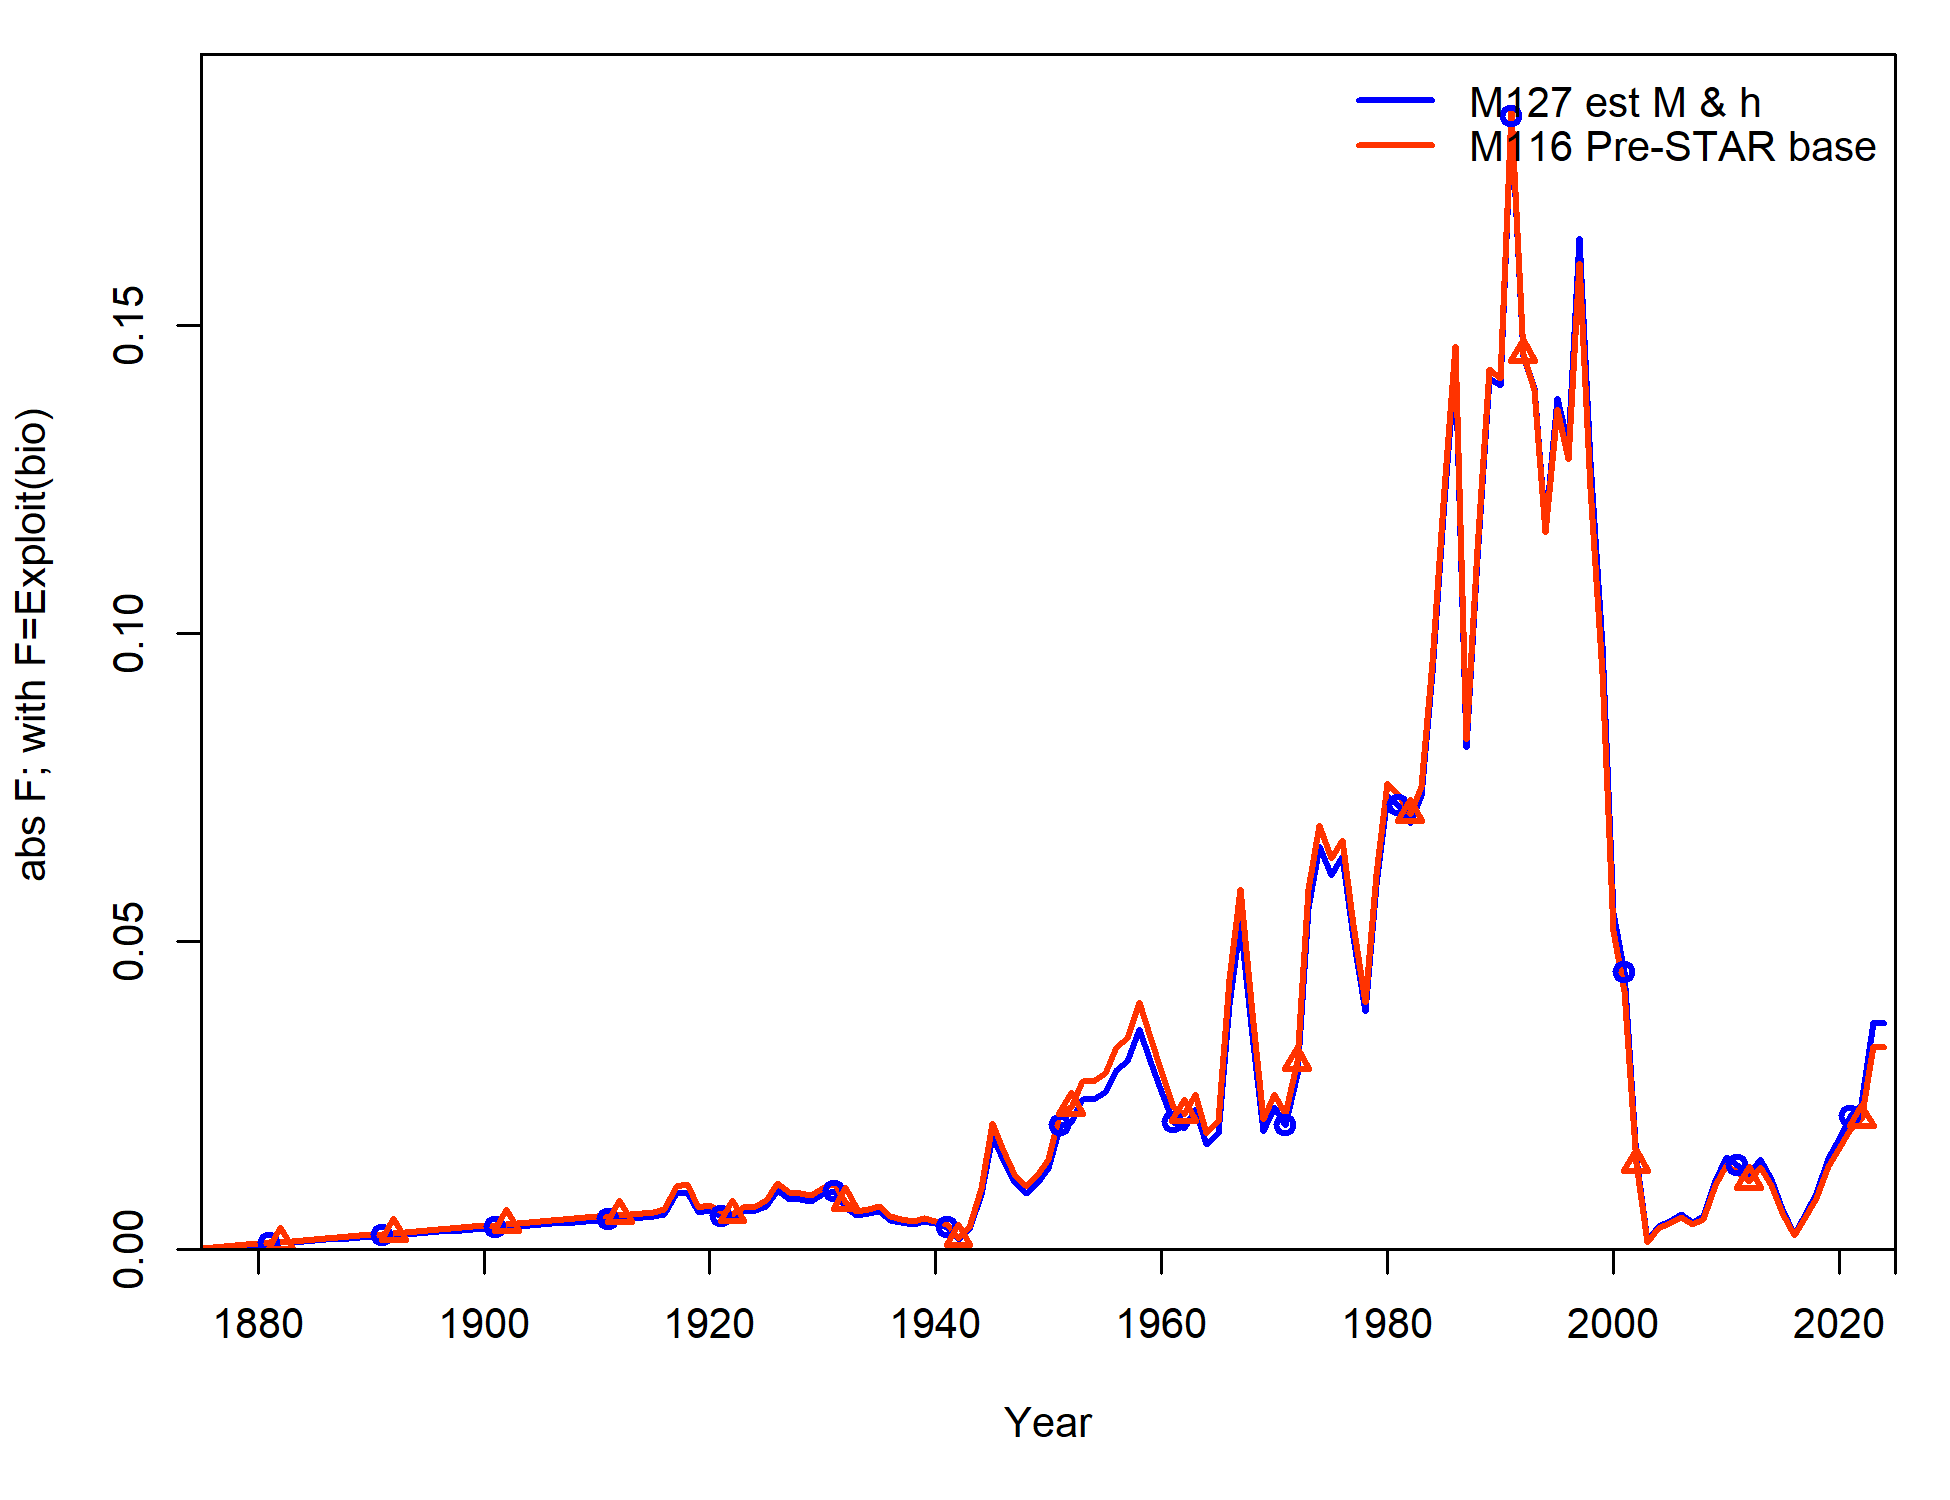 M127 est M & h
M116 Pre-STAR base
abs F; with F=Exploit(bio)
0.15
0.10
0.05
0.00
1880 1900 1920 1940 1960 1980 2000 2020
Year